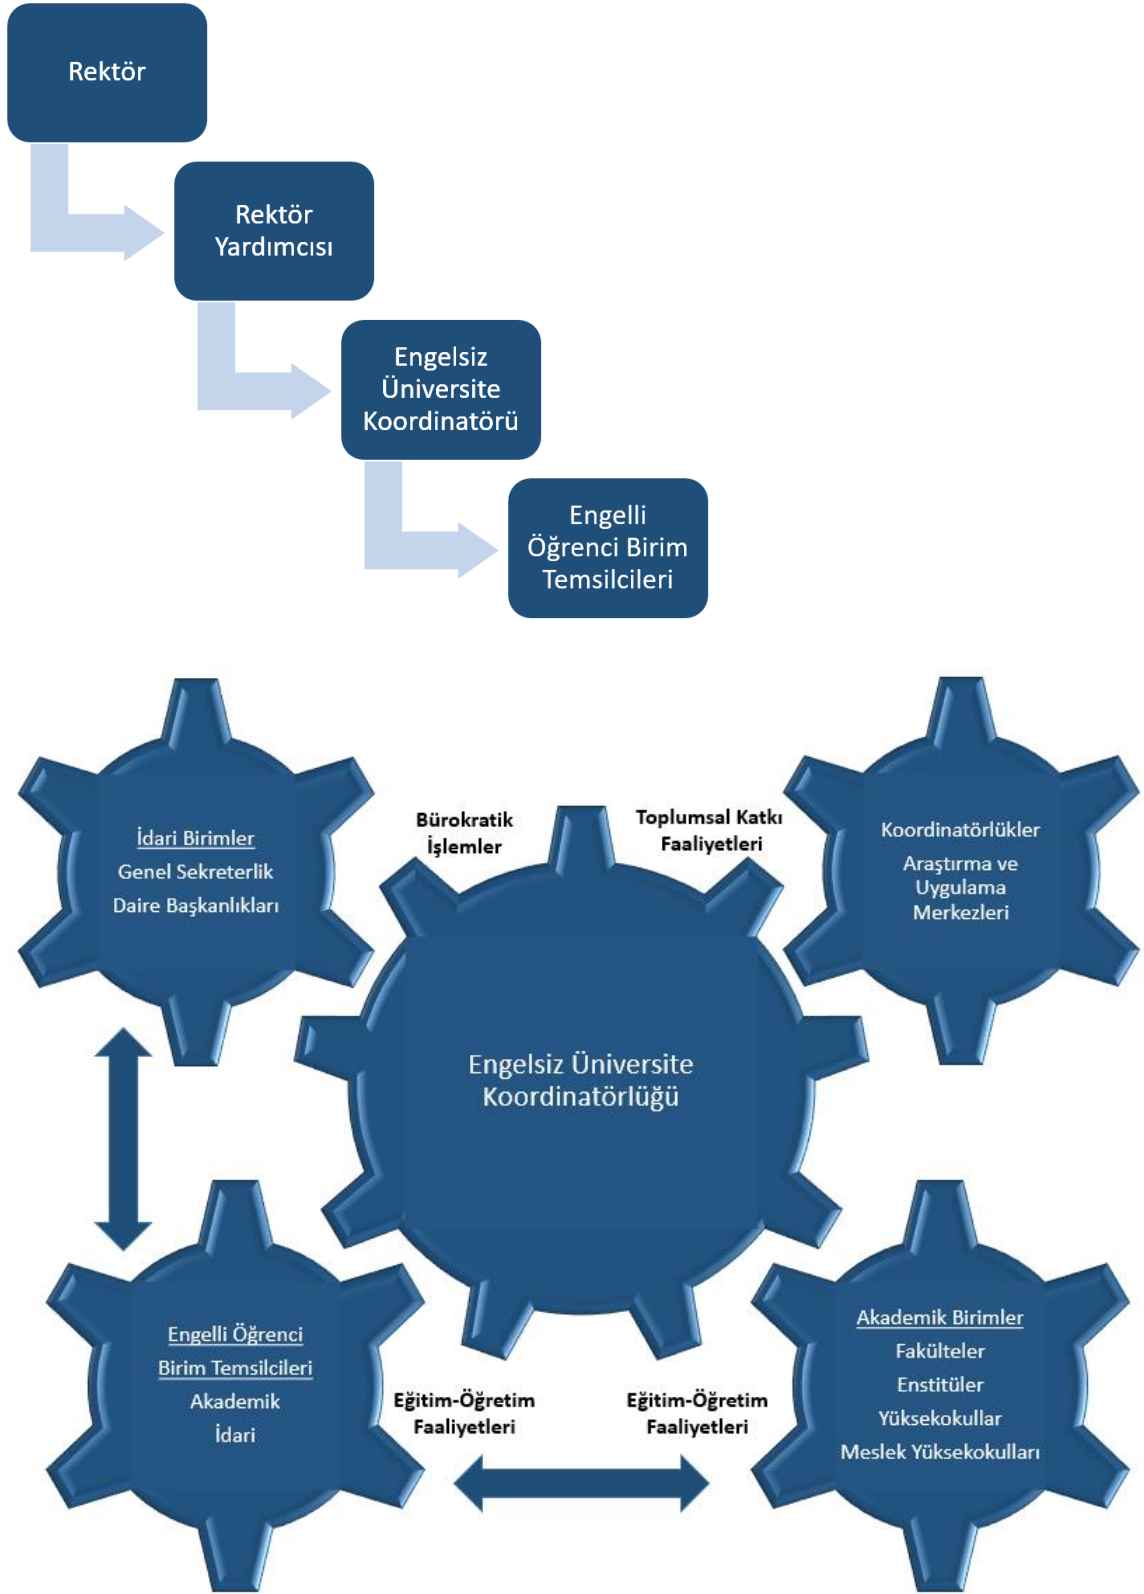 Rektör
Rektör
Yardımcısı
Engelsiz
Üniversite
Koordinatörü
Engelli
Öğrenci Birim
Temsilcileri
İdari Birimler
Genel Sekreterlik
Daire Başkanlıkları
Bürokratik
İşlemler
Toplumsal Katkı
Faaliyetleri
Koordinatörlükler
Araştırma ve
Uygulama
Merkezleri
Engelsiz Üniversite
Koordinatörlüğü
Engelli Öğrenci
Birim Temsilcileri
Akademik
İdari
Eğitim-Öğretim
Faaliyetleri
Eğitim-Öğretim
Faaliyetleri
Akademik Birimler
Fakülteler
Enstitüler
Yüksekokullar
Meslek Yüksekokulları